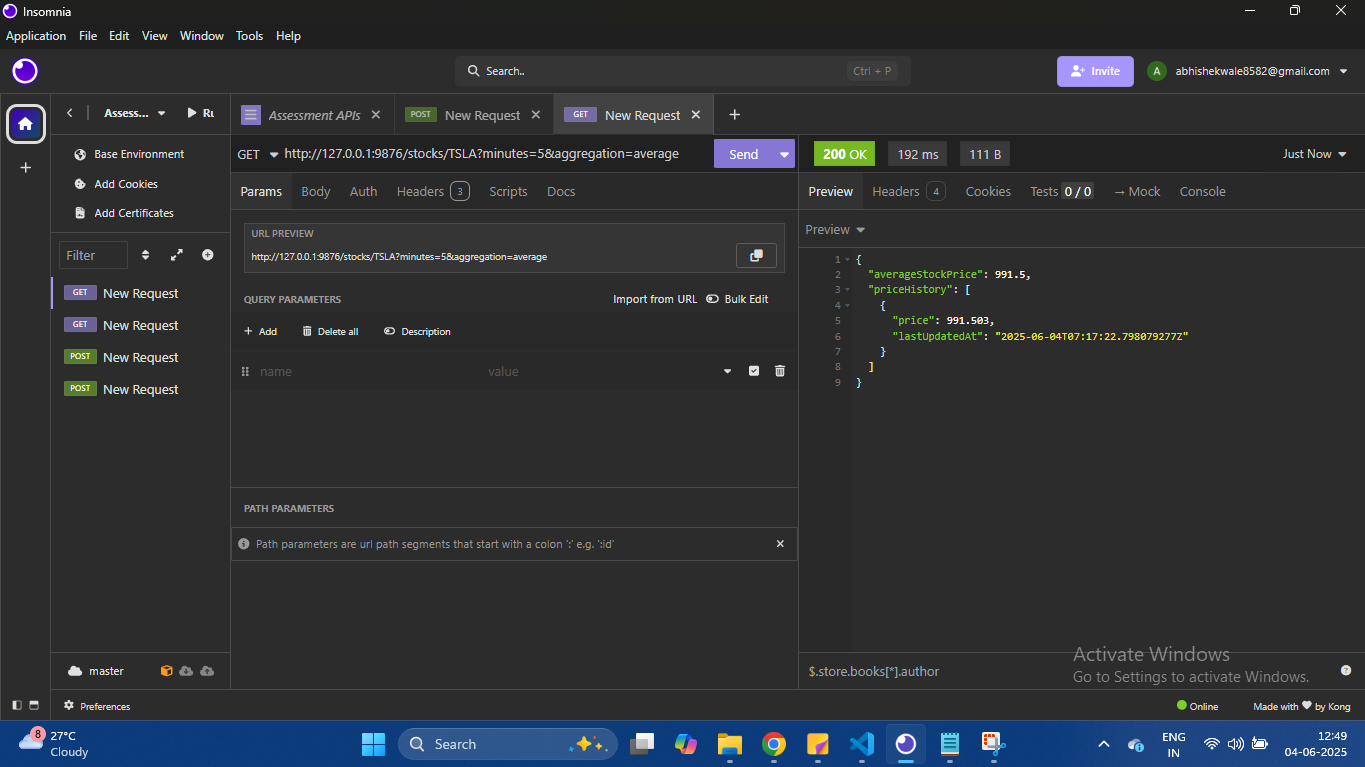 Insomnia
Application File Edit View Window Tools Help
Search.. Ctrl + P Invite A abhishekwale8582@gmail.com
Assess... Ru Assessment APIs POST New Request GET New Request
Base Environment
Add Cookies
Add Certificates
Filter
GET New Request
GET New Request
POST New Request
POST New Request
master
GET http://127.0.0.1:9876/stocks/TSLA?minutes=5&aggregation=average Send
Params Body Auth Headers 3 Scripts Docs
URL PREVIEW
http://127.0.0.1:9876/stocks/TSLA?minutes=5&aggregation=average
QUERY PARAMETERS Import from URL Bulk Edit
Add Delete all Description
name value
PATH PARAMETERS
Path parameters are url path segments that start with a colon ':' e.g. ':id'
200 OK 192 ms 111 B Just Now
Preview Headers 4 Cookies Tests 0 / 0 → Mock Console
Preview
1 {
2 "averageStockPrice": 991.5,
3 "priceHistory": [
4 {
5 "price": 991.503,
6 "lastUpdatedAt": "2025-06-04T07:17:22.798079277Z"
7 }
8 ]
9 }
$.store.books[*].author
Activate Windows
Go to Settings to activate Windows.
Preferences Online Made with ❤ by Kong
8 27°C
Cloudy
Search
ENG
IN
12:49
04-06-2025